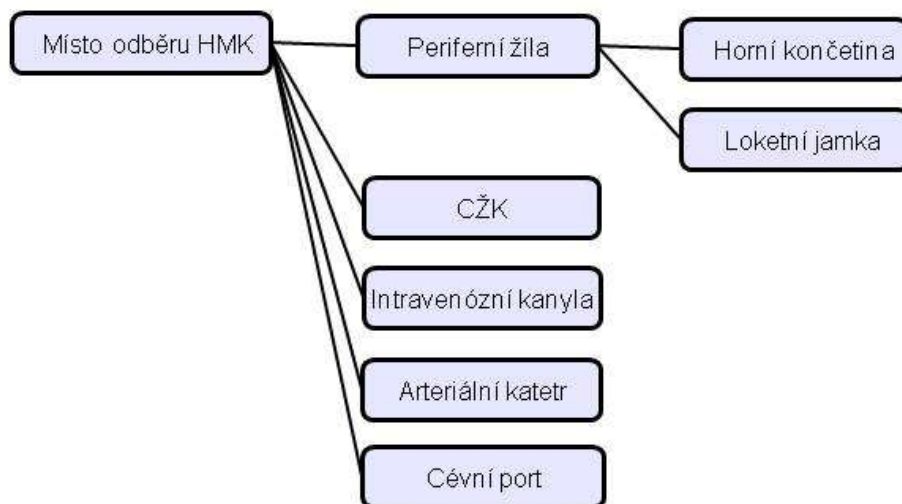 Místo odběru HMK
Periferní žíla
Horní končetina
Loketní jamka
CŽK
Intravenózní kanyla
Arteriální katetr
Cévní port